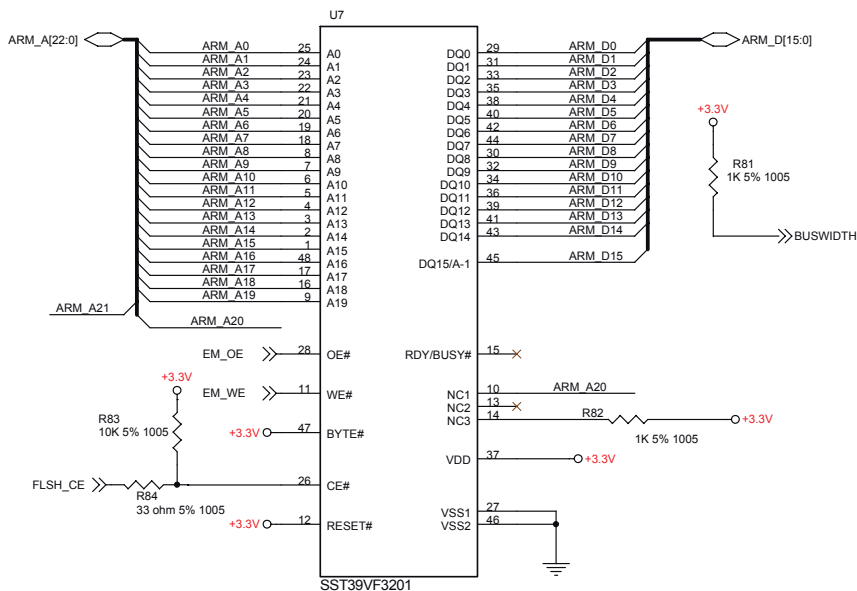 U7
ARM_A[22:0]
ARM_D[15:0]
ARM_A0 25 A0
ARM_A1 24 A1
ARM_A2 23 A2
ARM_A3 22 A3
ARM_A4 21 A4
ARM_A5 20 A5
ARM_A6 19 A6
ARM_A7 18 A7
ARM_A8 8 A8
ARM_A9 7 A9
ARM_A10 6 A10
ARM_A11 5 A11
ARM_A12 4 A12
ARM_A13 3 A13
ARM_A14 2 A14
ARM_A15 1 A15
ARM_A16 48 A16
ARM_A17 17 A17
ARM_A18 16 A18
ARM_A19 9 A19
ARM_A21
ARM_A20
DQ0 29 ARM_D0
DQ1 31 ARM_D1
DQ2 33 ARM_D2
DQ3 35 ARM_D3
DQ4 38 ARM_D4
DQ5 40 ARM_D5
DQ6 42 ARM_D6
DQ7 44 ARM_D7
DQ8 30 ARM_D8
DQ9 32 ARM_D9
DQ10 34 ARM_D10
DQ11 36 ARM_D11
DQ12 39 ARM_D12
DQ13 41 ARM_D13
DQ14 43 ARM_D14
DQ15/A-1 45 ARM_D15
+3.3V
R81
1K 5% 1005
BUSWIDTH
EM_OE 28 OE#
EM_WE 11 WE#
+3.3V 47 BYTE#
+3.3V
R83
10K 5% 1005
FLSH_CE 26 CE#
R84
33 ohm 5% 1005
+3.3V 12 RESET#
RDY/BUSY# 15
NC1 10 ARM_A20
NC2 13
NC3 14 R82 +3.3V
1K 5% 1005
VDD 37 +3.3V
VSS1 27
VSS2 46
SST39VF3201